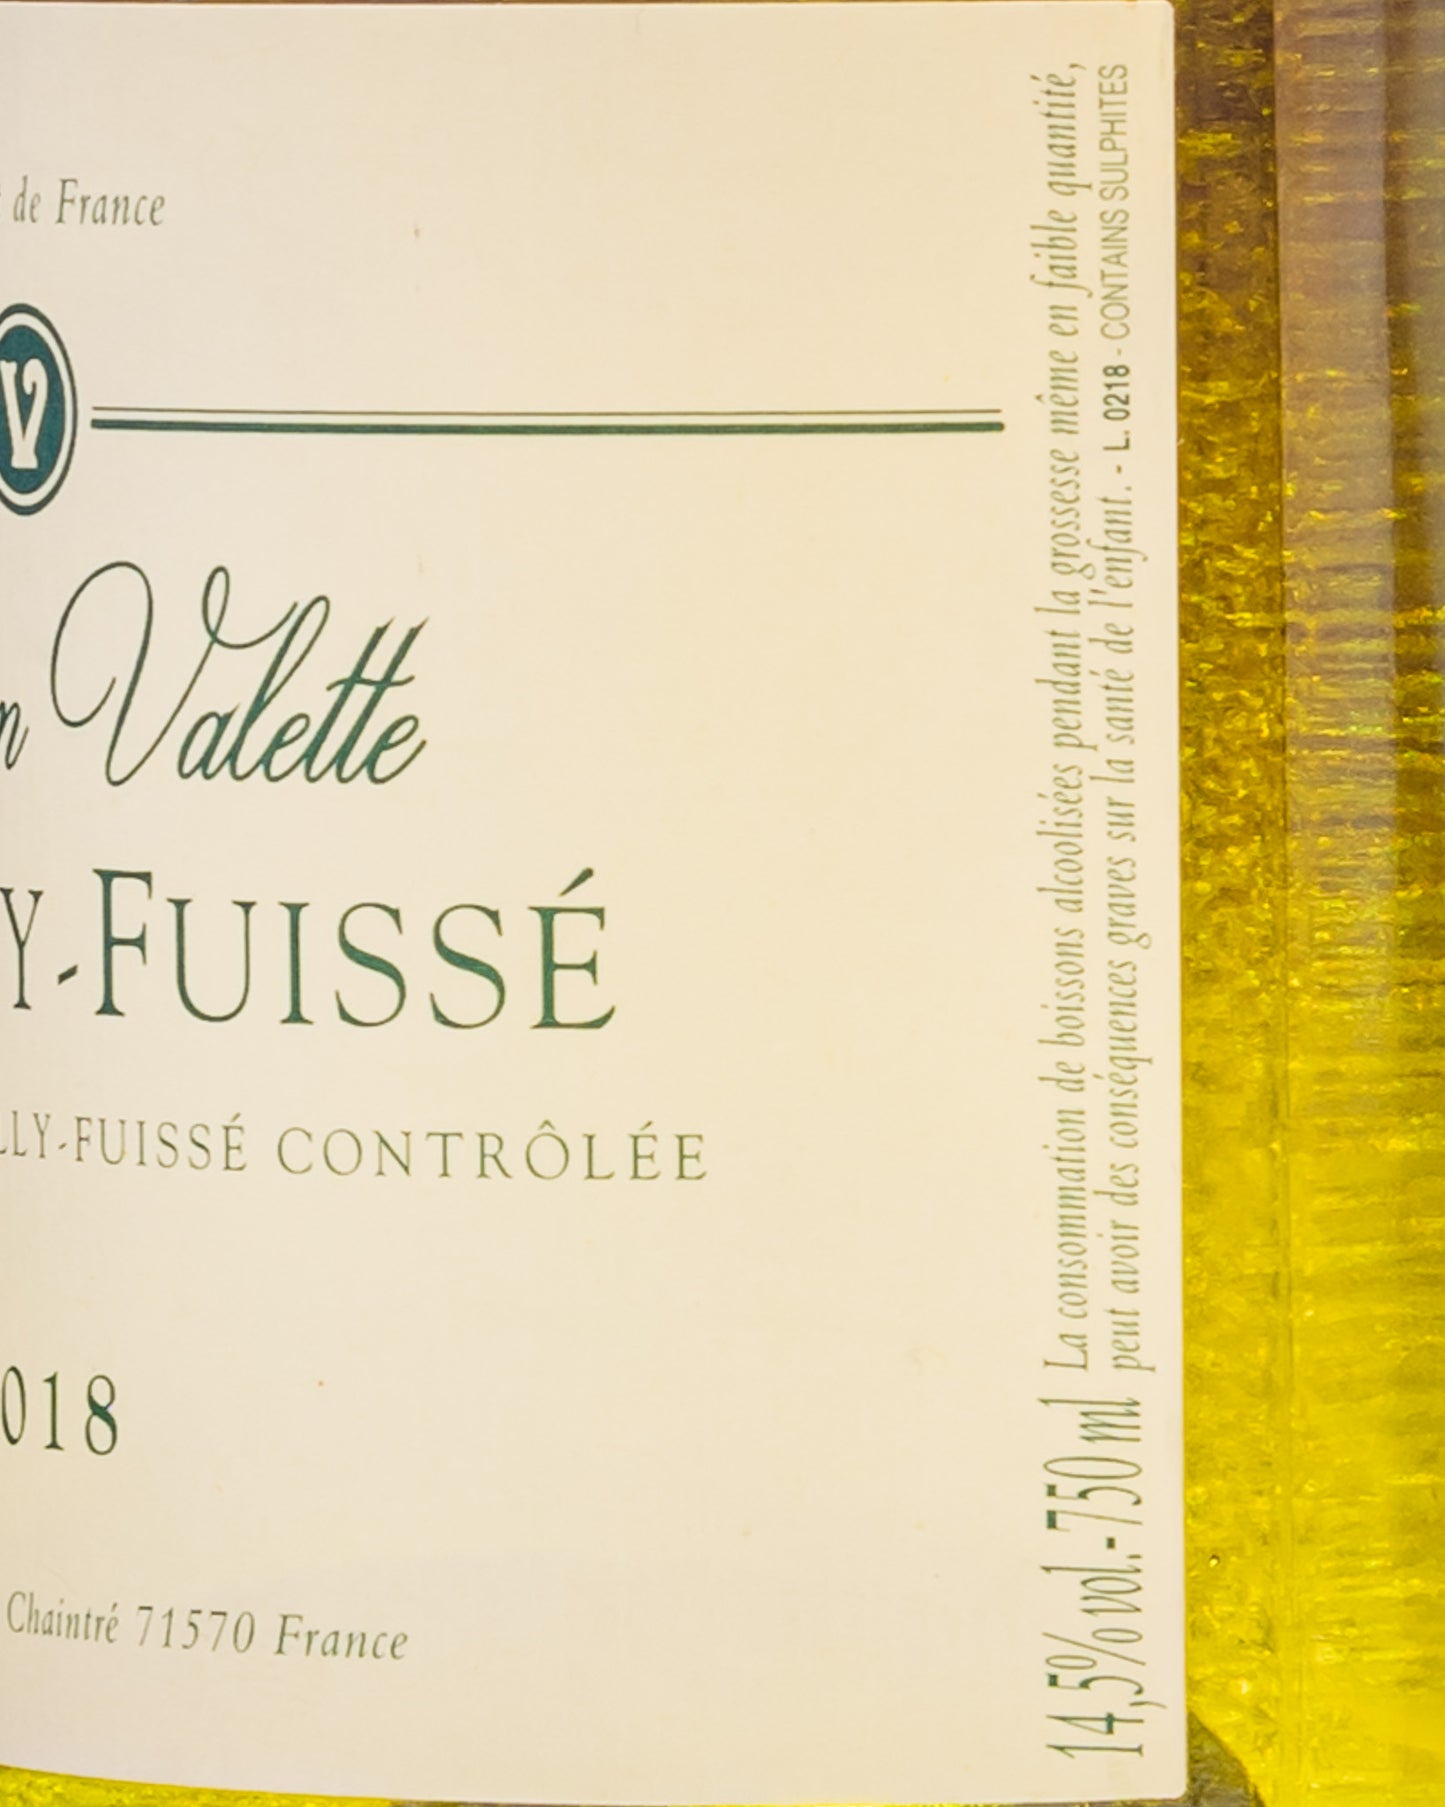 de France
V
n Valette
Y-FUISSÉ
LLY-FUISSÉ CONTRÔLÉE
018
Chaintré 71570 France
14,5% vol.-750 ml
La consommation de boissons alcoolisées pendant la grossesse même en faible quantité,
peut avoir des conséquences graves sur la santé de l'enfant. - L. 0218 - CONTAINS SULPHITES